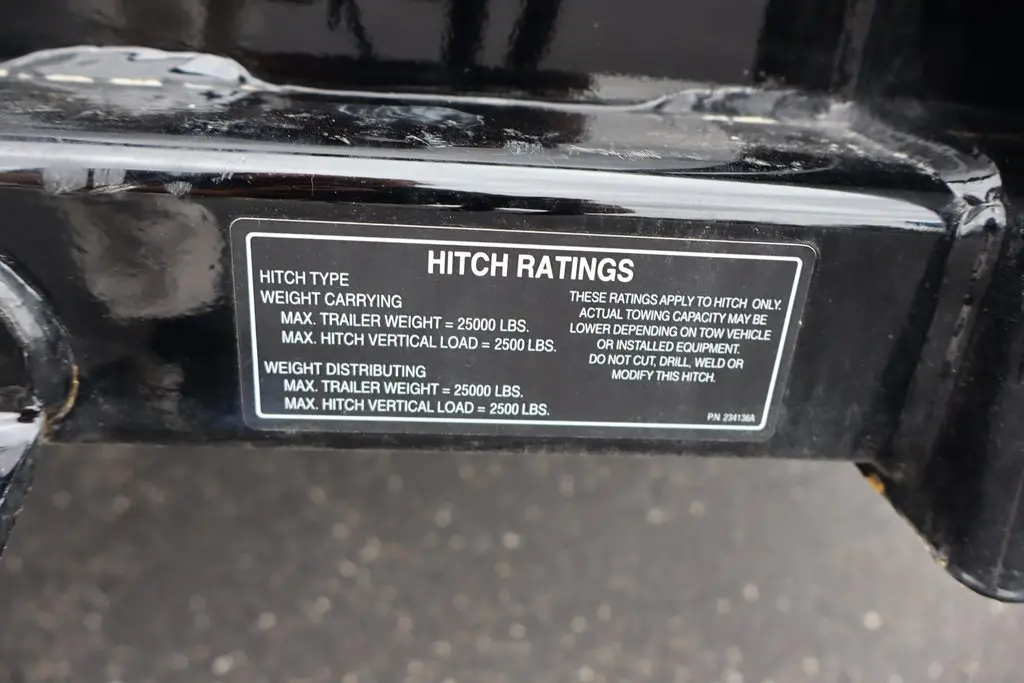 HITCH RATINGS
HITCH TYPE
WEIGHT CARRYING
MAX. TRAILER WEIGHT = 25000 LBS.
MAX. HITCH VERTICAL LOAD = 2500 LBS.
WEIGHT DISTRIBUTING
MAX. TRAILER WEIGHT = 25000 LBS.
MAX. HITCH VERTICAL LOAD = 2500 LBS.
THESE RATINGS APPLY TO HITCH ONLY.
ACTUAL TOWING CAPACITY MAY BE
LOWER DEPENDING ON TOW VEHICLE
OR INSTALLED EQUIPMENT.
DO NOT CUT, DRILL, WELD OR
MODIFY THIS HITCH.
P.N. 234136A